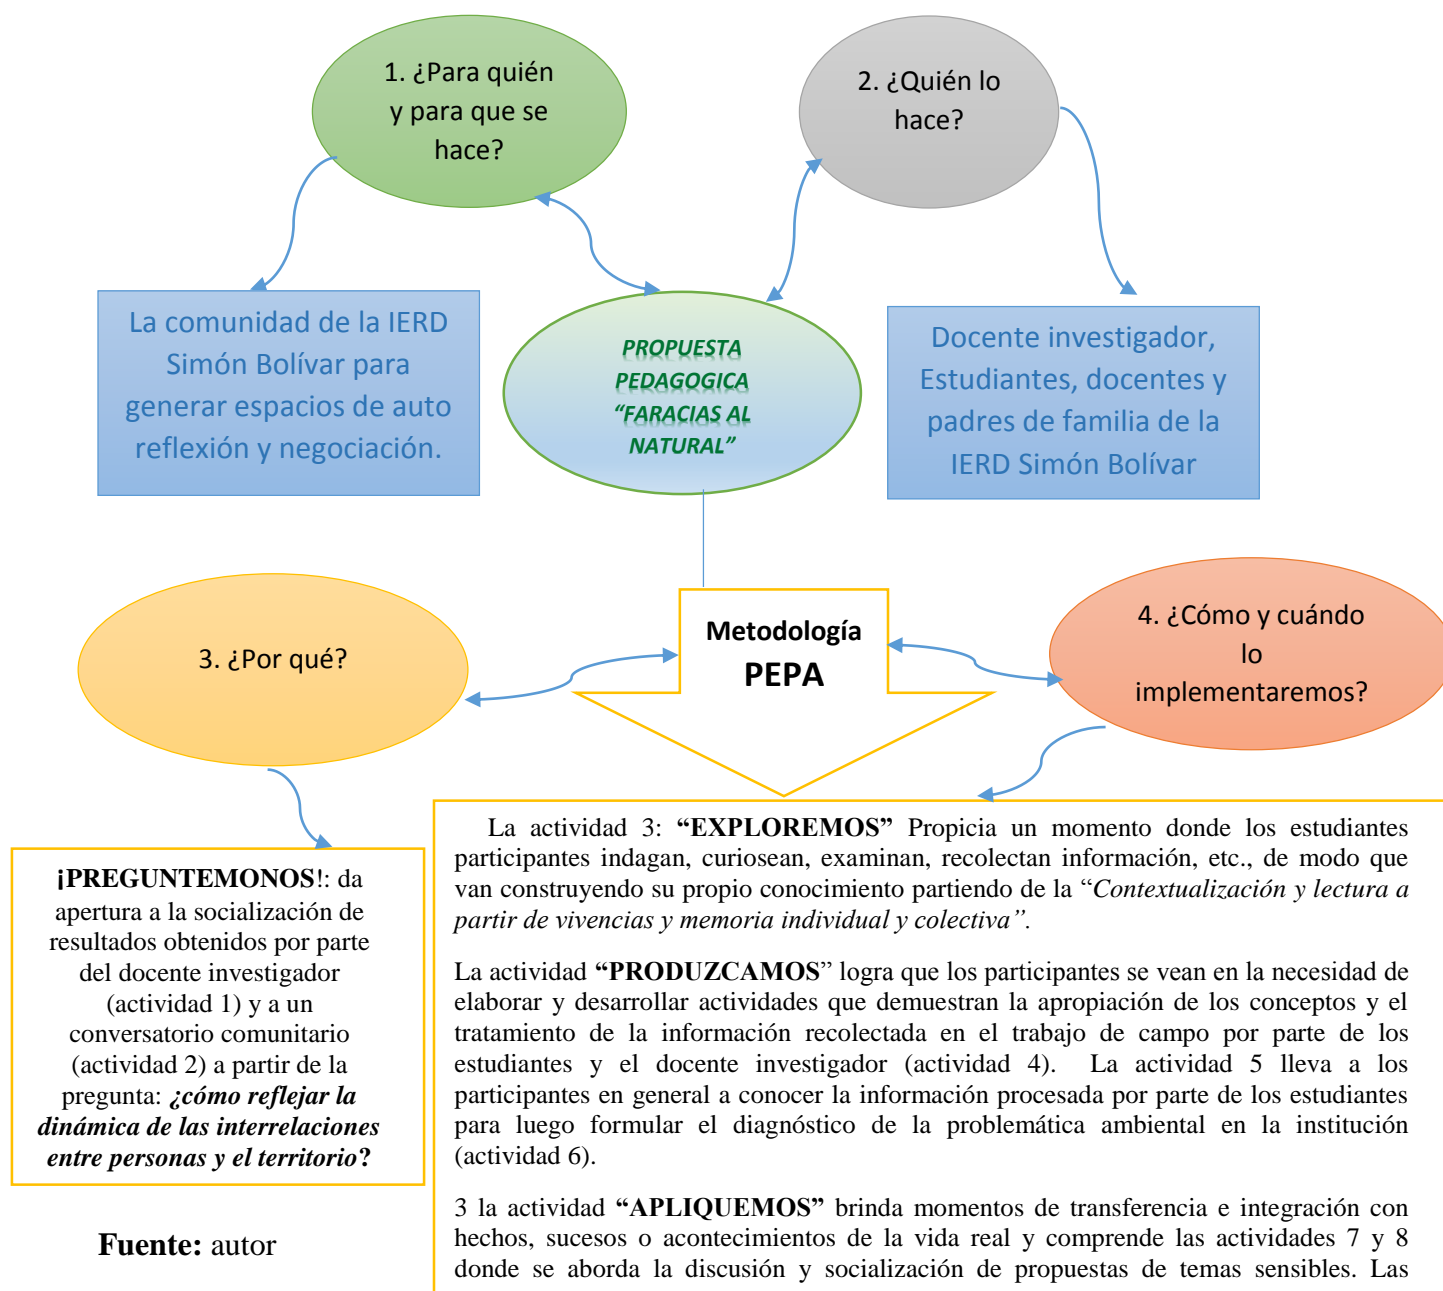 1. ¿Para quién
y para que se
hace?
2. ¿Quién lo
hace?
La comunidad de la IERD
Simón Bolívar para
generar espacios de auto
reflexión y negociación.
PROPUESTA
PEDAGOGICA
“FARACIAS AL
NATURAL”
Docente investigador,
Estudiantes, docentes y
padres de familia de la
IERD Simón Bolívar
3. ¿Por qué?
Metodología
PEPA
4. ¿Cómo y cuándo
lo
implementaremos?
¡PREGUNTEMONOS!: da
apertura a la socialización de
resultados obtenidos por parte
del docente investigador
(actividad 1) y a un
conversatorio comunitario
(actividad 2) a partir de la
pregunta: ¿cómo reflejar la
dinámica de las interrelaciones
entre personas y el territorio?
La actividad 3: “EXPLOREMOS” Propicia un momento donde los estudiantes
participantes indagan, curiosean, examinan, recolectan información, etc., de modo que
van construyendo su propio conocimiento partiendo de la “Contextualización y lectura a
partir de vivencias y memoria individual y colectiva”.
La actividad “PRODUZCAMOS” logra que los participantes se vean en la necesidad de
elaborar y desarrollar actividades que demuestran la apropiación de los conceptos y el
tratamiento de la información recolectada en el trabajo de campo por parte de los
estudiantes y el docente investigador (actividad 4). La actividad 5 lleva a los
participantes en general a conocer la información procesada por parte de los estudiantes
para luego formular el diagnóstico de la problemática ambiental en la institución
(actividad 6).
3 la actividad “APLIQUEMOS” brinda momentos de transferencia e integración con
hechos, sucesos o acontecimientos de la vida real y comprende las actividades 7 y 8
donde se aborda la discusión y socialización de propuestas de temas sensibles. Las
Fuente: autor